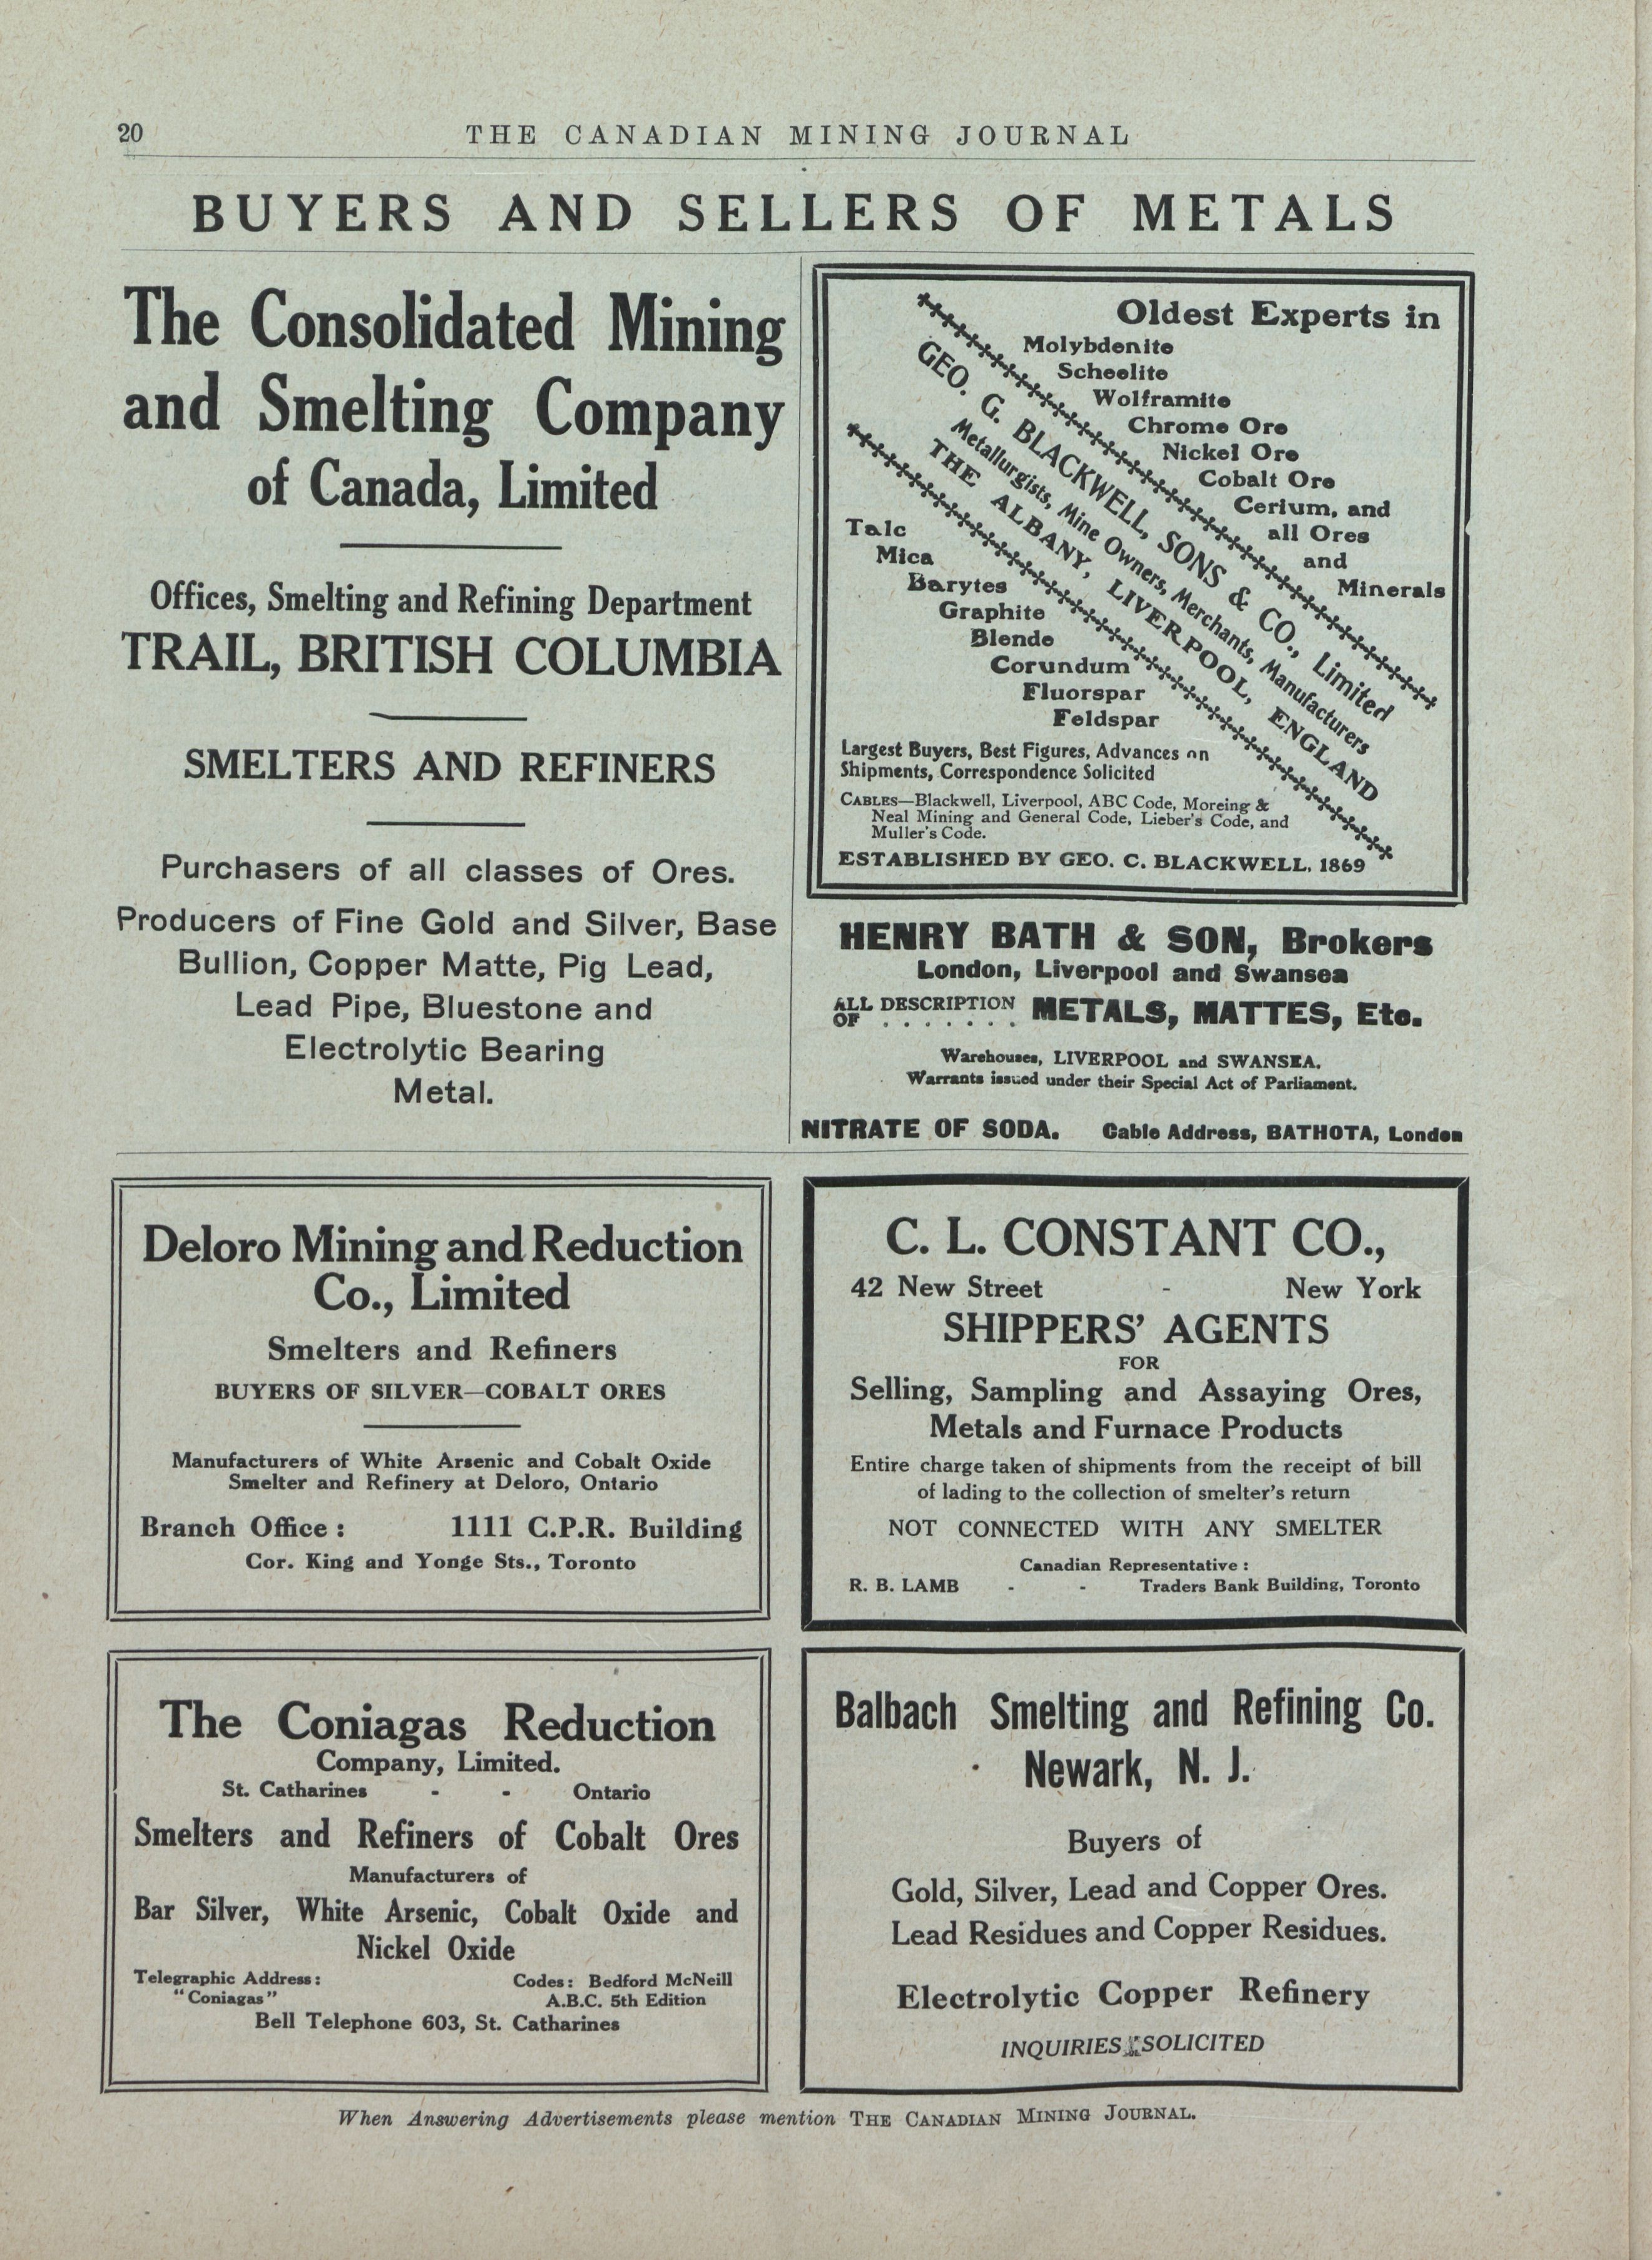 20
THE CANADIAN MINING JOURNAL
BUYERS AND SELLERS OF METALS
The Consolidated Mining
and Smelting Company
of Canada, Limited
Offices, Smelting and Refining Department
TRAIL, BRITISH COLUMBIA
SMELTERS AND REFINERS
Purchasers of all classes of Ores.
Producers of Fine Gold and Silver, Base
Bullion, Copper Matte, Pig Lead,
Lead Pipe, Bluestone and
Electrolytic Bearing
Metal.
Oldest Experts in
Molybdenite
Scheelite
Wolframite
Chrome Ore
Nickel Ore
Cobalt Ore
Cerium, and
all Ores
and
Minerals
GEO. G. BLACKWELL, SONS & CO., Limited
Metallurgists, Mine Owners, Merchants, Manufacturers
THE ALBANY, LIVERPOOL, ENGLAND
Talc
Mica
Barytes
Graphite
Blende
Corundum
Fluorspar
Feldspar
Largest Buyers, Best Figures, Advances on
Shipments, Correspondence Solicited
CABLES—Blackwell, Liverpool, ABC Code, Moreing &
Neal Mining and General Code, Lieber's Code, and
Muller's Code.
ESTABLISHED BY GEO. C. BLACKWELL, 1869
HENRY BATH & SON, Brokers
London, Liverpool and Swansea
ALL DESCRIPTION
OF . . . . . . . METALS, MATTES, Etc.
Warehouses, LIVERPOOL and SWANSEA.
Warrants issued under their Special Act of Parliament.
NITRATE OF SODA. Cable Address, BATHOTA, London
Deloro Mining and Reduction
Co., Limited
Smelters and Refiners
BUYERS OF SILVER—COBALT ORES
Manufacturers of White Arsenic and Cobalt Oxide
Smelter and Refinery at Deloro, Ontario
Branch Office : 1111 C.P.R. Building
Cor. King and Yonge Sts., Toronto
C. L. CONSTANT CO.,
42 New Street - New York
SHIPPERS' AGENTS
FOR
Selling, Sampling and Assaying Ores,
Metals and Furnace Products
Entire charge taken of shipments from the receipt of bill
of lading to the collection of smelter's return
NOT CONNECTED WITH ANY SMELTER
Canadian Representative :
R. B. LAMB - - Traders Bank Building, Toronto
The Coniagas Reduction
Company, Limited.
St. Catharines - - Ontario
Smelters and Refiners of Cobalt Ores
Manufacturers of
Bar Silver, White Arsenic, Cobalt Oxide and
Nickel Oxide
Telegraphic Address: Codes: Bedford McNeill
"Coniagas" A.B.C. 5th Edition
Bell Telephone 603, St. Catharines
Balbach Smelting and Refining Co.
Newark, N. J.
Buyers of
Gold, Silver, Lead and Copper Ores.
Lead Residues and Copper Residues.
Electrolytic Copper Refinery
INQUIRIES SOLICITED
When Answering Advertisements please mention THE CANADIAN MINING JOURNAL.